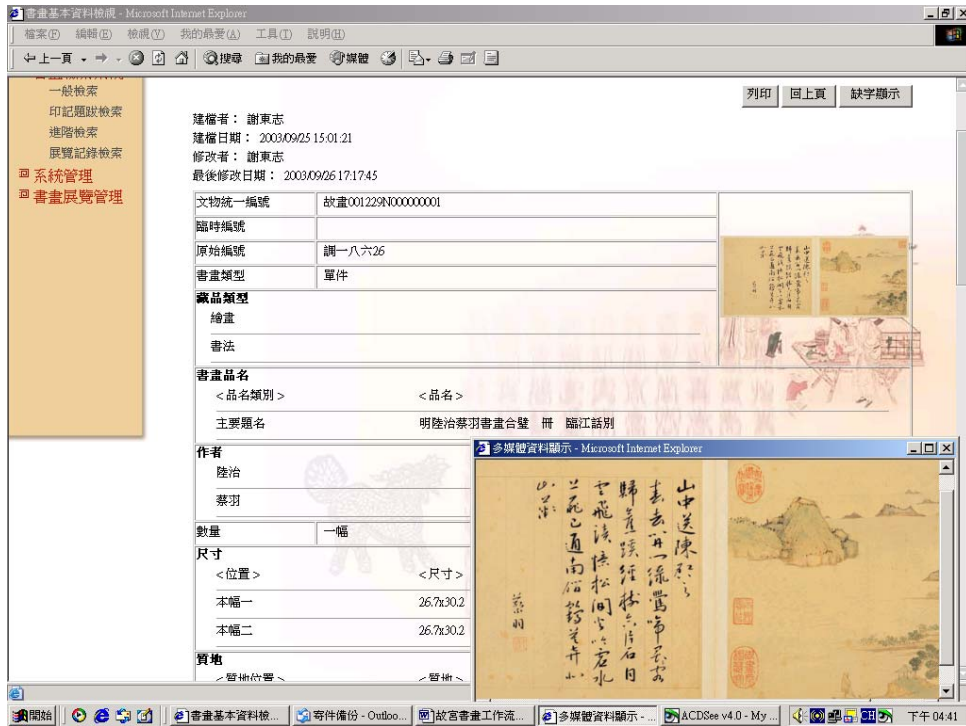 書畫基本資料檢視 - Microsoft Internet Explorer
檔案(F) 編輯(E) 檢視(V) 我的最愛(A) 工具(T) 說明(H)
上一頁 搜尋 我的最愛 媒體
一般檢索
印記題跋檢索
進階檢索
展覽記錄檢索
系統管理
書畫展覽管理
列印 回上頁 缺字顯示
建檔者： 謝東志
建檔日期： 2003/09/25 15:01:21
修改者： 謝東志
最後修改日期： 2003/09/26 17:17:45
文物統一編號 故畫001229N00000001
臨時編號
原始編號 調一八六26
書畫類型 單件
藏品類型
繪畫
書法
書畫品名
<品名類別> <品名>
主要題名 明陸治蔡羽書畫合璧 冊 臨江話別
作者
陸治
蔡羽
數量 一幅
尺寸
<位置> <尺寸>
本幅一 26.7x30.2
本幅二 26.7x30.2
質地
<質地位置> <質地>
多媒體資料顯示 - Microsoft Internet Explorer
山中送陳
蔡羽
開始 書畫基本資料檢... 寄件備份 - Outloo... 故宮書畫工作流... 多媒體資料顯示 - ... ACDSee v4.0 - My ... CH 下午 04:41